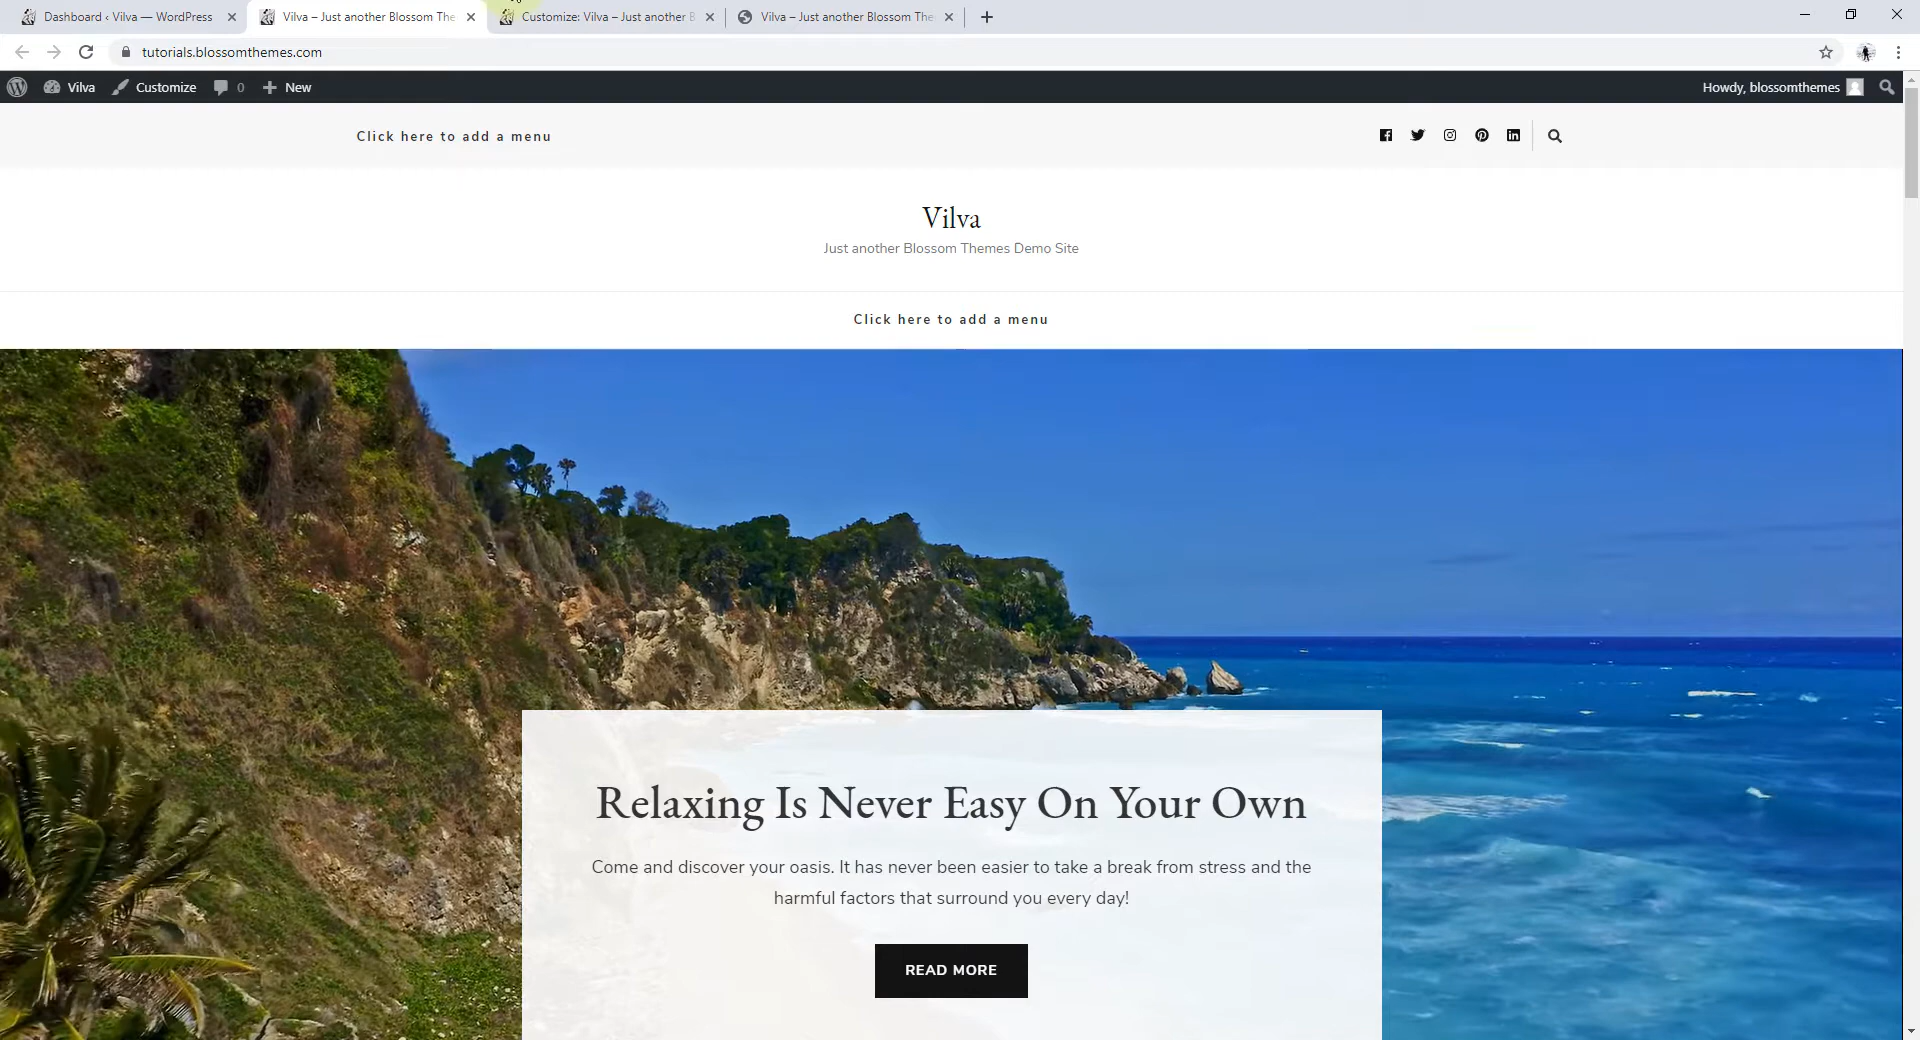 Dashboard ‹ Vilva — WordPress
Vilva – Just another Blossom The
Customize: Vilva – Just another B
Vilva – Just another Blossom The
tutorials.blossomthemes.com
Vilva
Customize
0
New
Howdy, blossomthemes
Click here to add a menu
Vilva
Just another Blossom Themes Demo Site
Click here to add a menu
Relaxing Is Never Easy On Your Own
Come and discover your oasis. It has never been easier to take a break from stress and the
harmful factors that surround you every day!
READ MORE